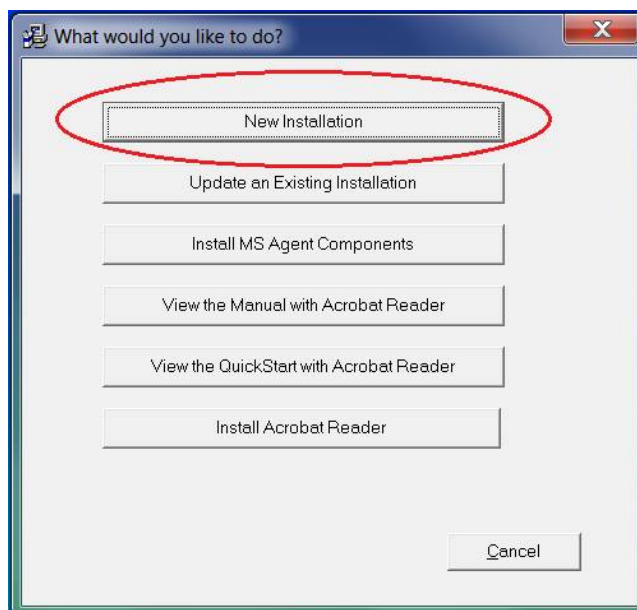 What would you like to do?
New Installation
Update an Existing Installation
Install MS Agent Components
View the Manual with Acrobat Reader
View the QuickStart with Acrobat Reader
Install Acrobat Reader
Cancel